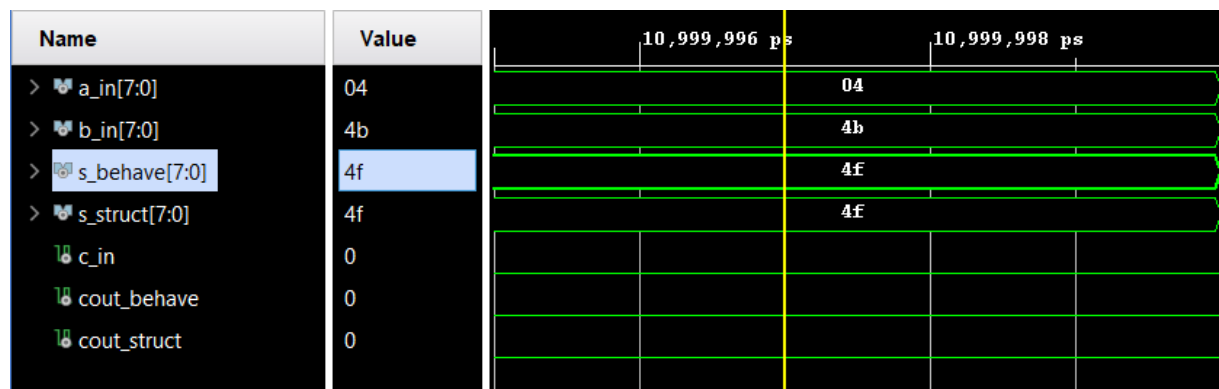 Name Value 10,999,996 ps 10,999,998 ps
a_in[7:0] 04 04
b_in[7:0] 4b 4b
s_behave[7:0] 4f 4f
s_struct[7:0] 4f 4f
c_in 0
cout_behave 0
cout_struct 0